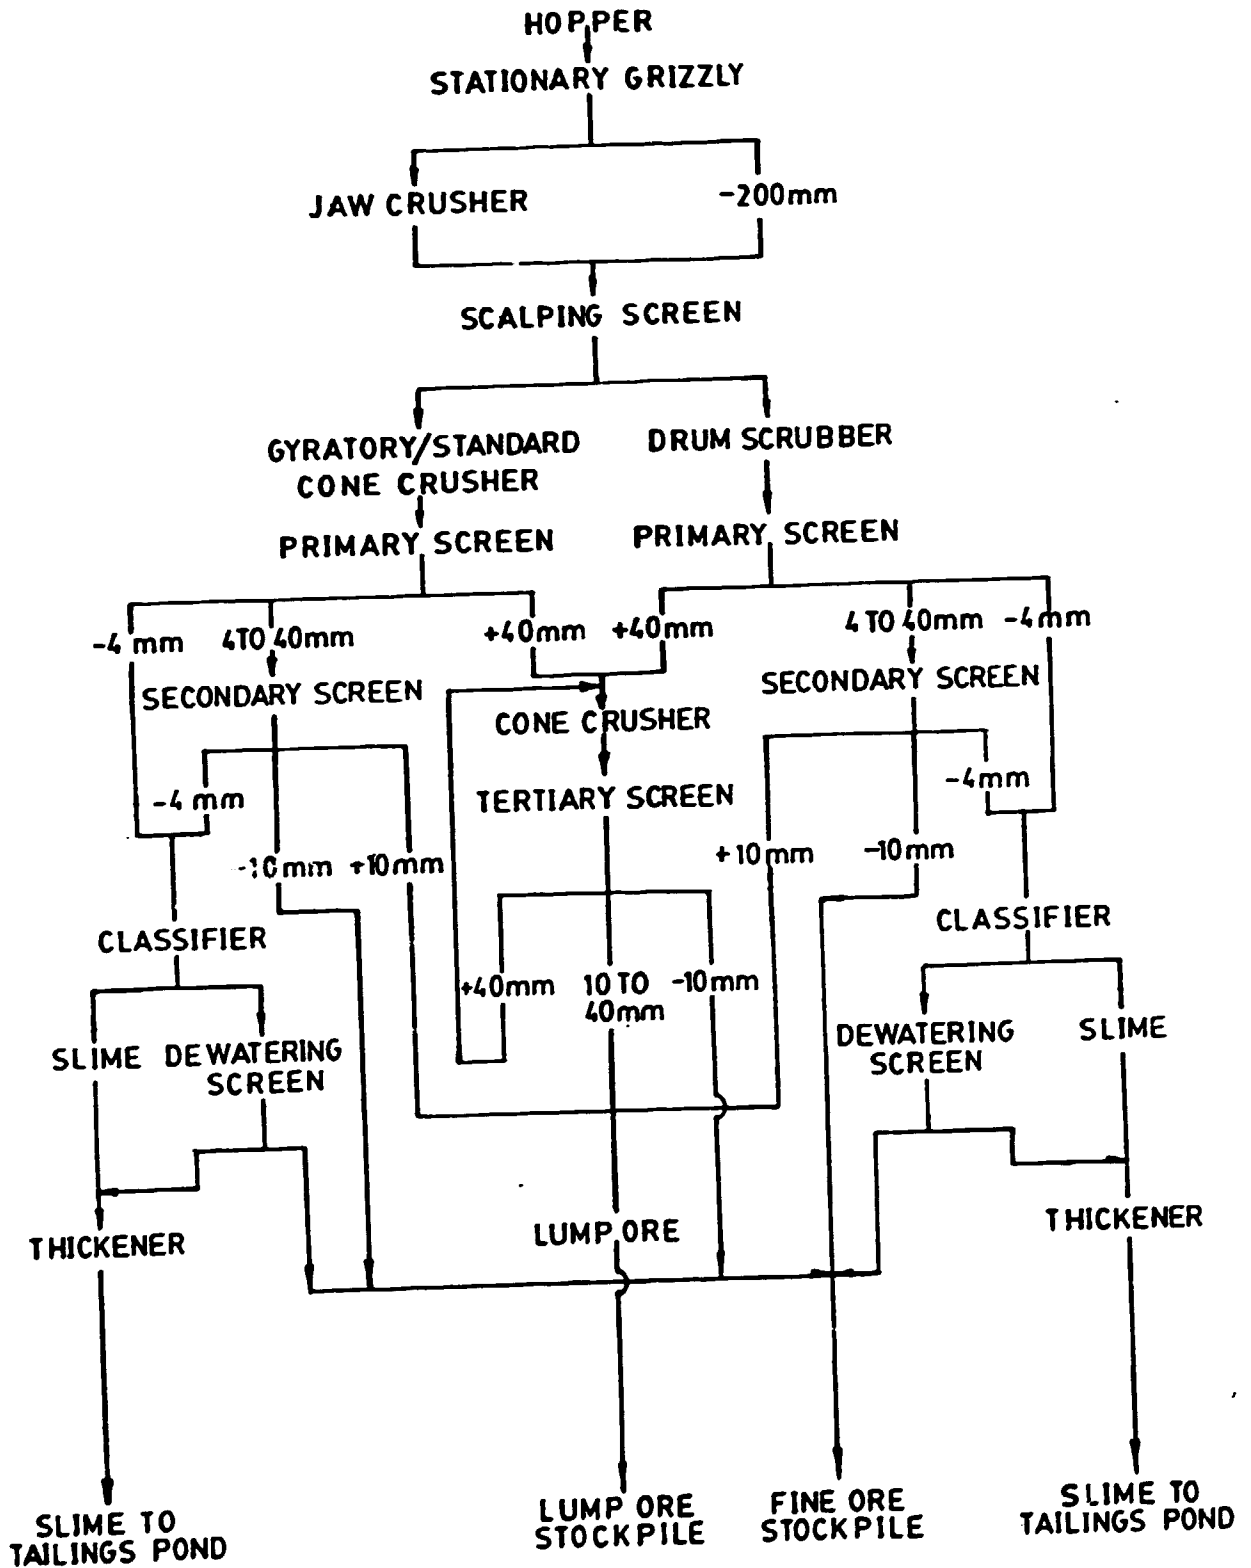 HOPPER
STATIONARY GRIZZLY
JAW CRUSHER
-200mm
SCALPING SCREEN
GYRATORY/STANDARD
CONE CRUSHER
DRUM SCRUBBER
PRIMARY SCREEN
PRIMARY SCREEN
-4 mm
4 TO 40mm
+40mm
+40mm
4 TO 40mm
-4mm
SECONDARY SCREEN
SECONDARY SCREEN
CONE CRUSHER
TERTIARY SCREEN
-4 mm
-4mm
-10mm
+10mm
+10mm
-10mm
CLASSIFIER
CLASSIFIER
+40mm
10 TO
40mm
-10mm
SLIME
DEWATERING
SCREEN
DEWATERING
SCREEN
SLIME
THICKENER
LUMP ORE
THICKENER
SLIME TO
TAILINGS POND
LUMP ORE
STOCKPILE
FINE ORE
STOCKPILE
SLIME TO
TAILINGS POND